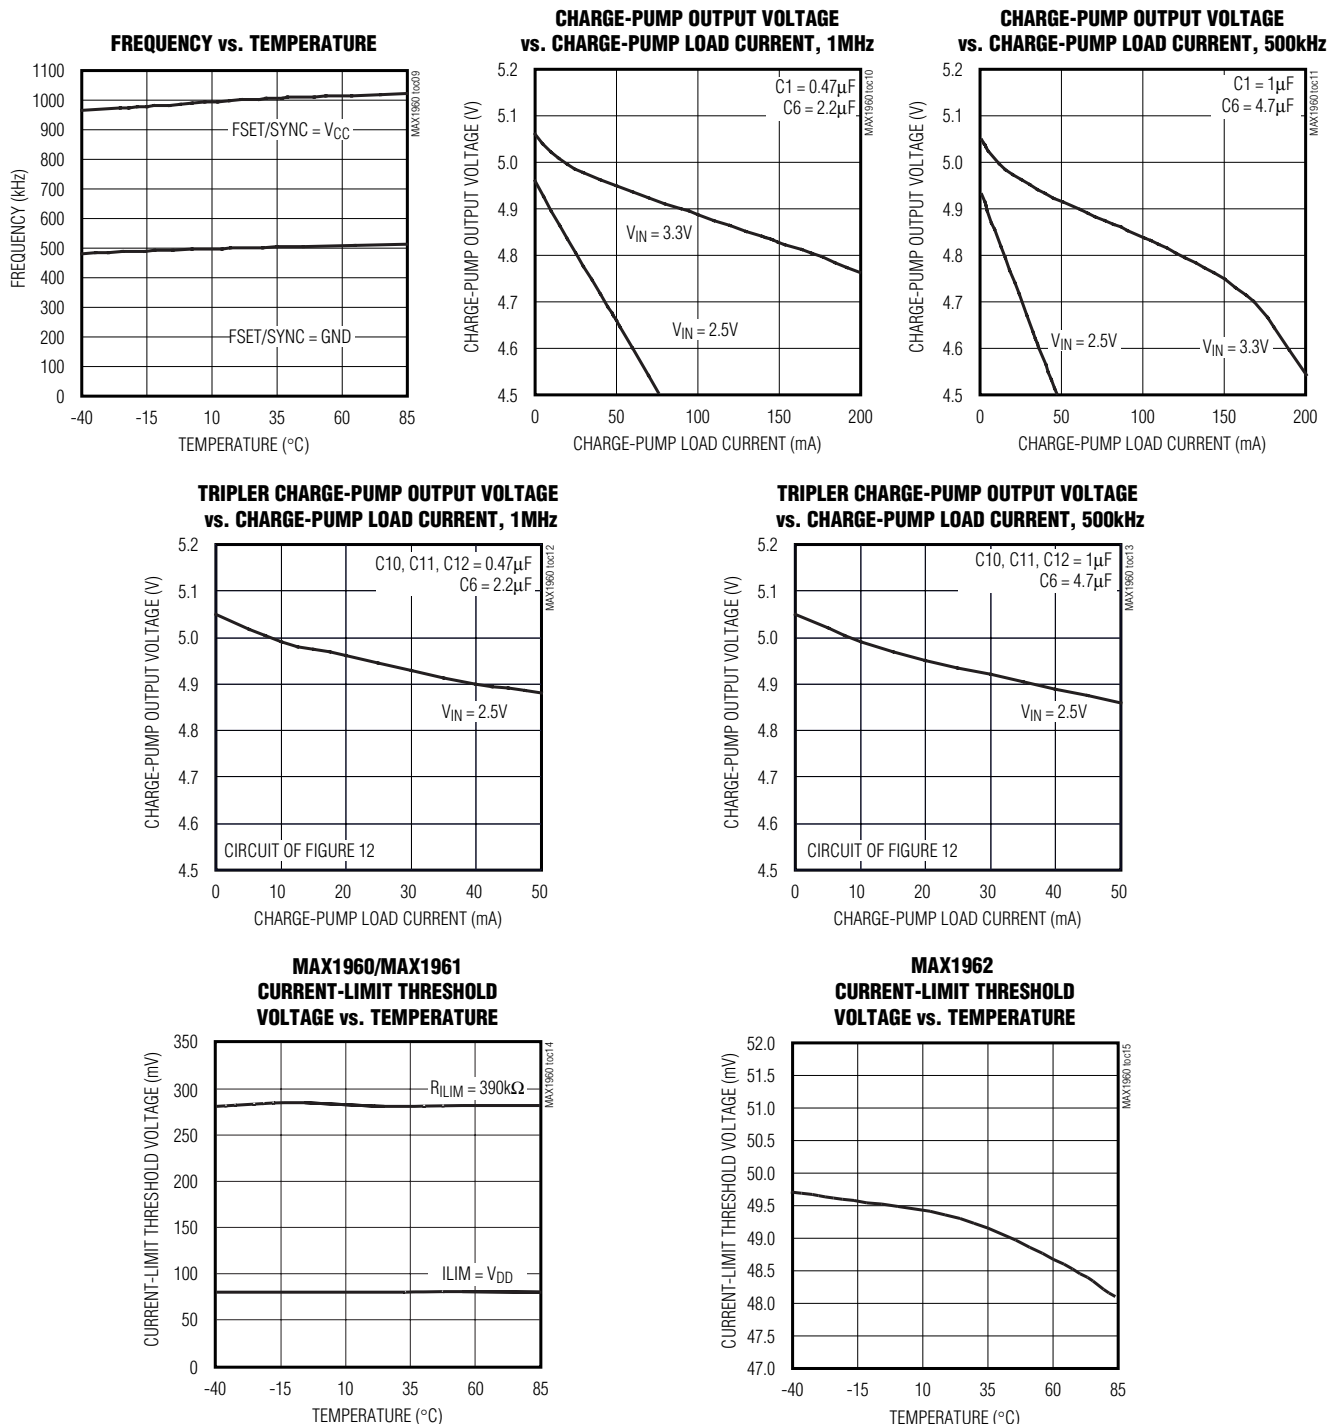 FREQUENCY vs. TEMPERATURE
1100
1000
900
800
700
600
500
400
300
200
100
0
FREQUENCY (kHz)
FSET/SYNC = VCC
FSET/SYNC = GND
MAX1960 toc09
-40 -15 10 35 60 85
TEMPERATURE (°C)
CHARGE-PUMP OUTPUT VOLTAGE
vs. CHARGE-PUMP LOAD CURRENT, 1MHz
5.2
5.1
5.0
4.9
4.8
4.7
4.6
4.5
CHARGE-PUMP OUTPUT VOLTAGE (V)
C1 = 0.47μF
C6 = 2.2μF
VIN = 3.3V
VIN = 2.5V
MAX1960 toc10
0 50 100 150 200
CHARGE-PUMP LOAD CURRENT (mA)
CHARGE-PUMP OUTPUT VOLTAGE
vs. CHARGE-PUMP LOAD CURRENT, 500kHz
5.2
5.1
5.0
4.9
4.8
4.7
4.6
4.5
CHARGE-PUMP OUTPUT VOLTAGE (V)
C1 = 1μF
C6 = 4.7μF
VIN = 2.5V
VIN = 3.3V
MAX1960 toc11
0 50 100 150 200
CHARGE-PUMP LOAD CURRENT (mA)
TRIPLER CHARGE-PUMP OUTPUT VOLTAGE
vs. CHARGE-PUMP LOAD CURRENT, 1MHz
5.2
5.1
5.0
4.9
4.8
4.7
4.6
4.5
CHARGE-PUMP OUTPUT VOLTAGE (V)
C10, C11, C12 = 0.47μF
C6 = 2.2μF
VIN = 2.5V
CIRCUIT OF FIGURE 12
MAX1960 toc12
0 10 20 30 40 50
CHARGE-PUMP LOAD CURRENT (mA)
TRIPLER CHARGE-PUMP OUTPUT VOLTAGE
vs. CHARGE-PUMP LOAD CURRENT, 500kHz
5.2
5.1
5.0
4.9
4.8
4.7
4.6
4.5
CHARGE-PUMP OUTPUT VOLTAGE (V)
C10, C11, C12 = 1μF
C6 = 4.7μF
VIN = 2.5V
CIRCUIT OF FIGURE 12
MAX1960 toc13
0 10 20 30 40 50
CHARGE-PUMP LOAD CURRENT (mA)
MAX1960/MAX1961
CURRENT-LIMIT THRESHOLD
VOLTAGE vs. TEMPERATURE
350
300
250
200
150
100
50
0
CURRENT-LIMIT THRESHOLD VOLTAGE (mV)
RILIM = 390kΩ
ILIM = VDD
MAX1960 toc14
-40 -15 10 35 60 85
TEMPERATURE (°C)
MAX1962
CURRENT-LIMIT THRESHOLD
VOLTAGE vs. TEMPERATURE
52.0
51.5
51.0
50.5
50.0
49.5
49.0
48.5
48.0
47.5
47.0
CURRENT-LIMIT THRESHOLD VOLTAGE (mV)
MAX1960 toc15
-40 -15 10 35 60 85
TEMPERATURE (°C)